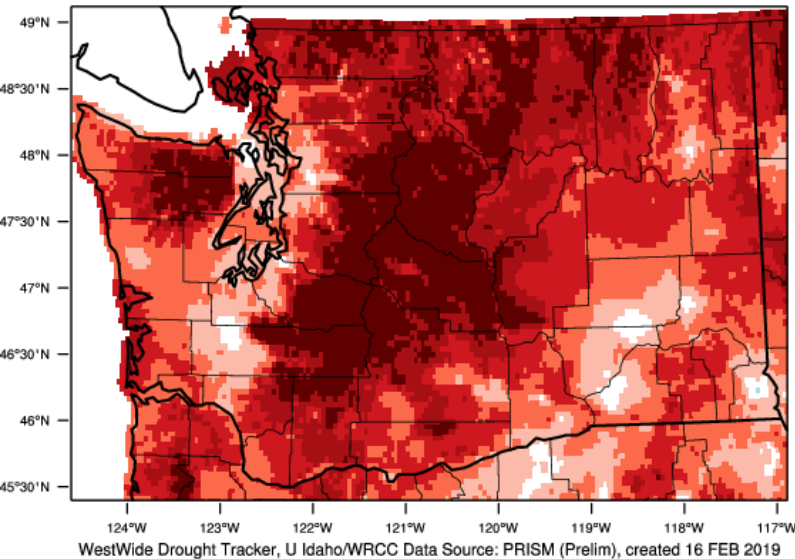 49°N
48°30'N
48°N
47°30'N
47°N
46°30'N
46°N
45°30'N
124°W 123°W 122°W 121°W 120°W 119°W 118°W 117°W
WestWide Drought Tracker, U Idaho/WRCC Data Source: PRISM (Prelim), created 16 FEB 2019